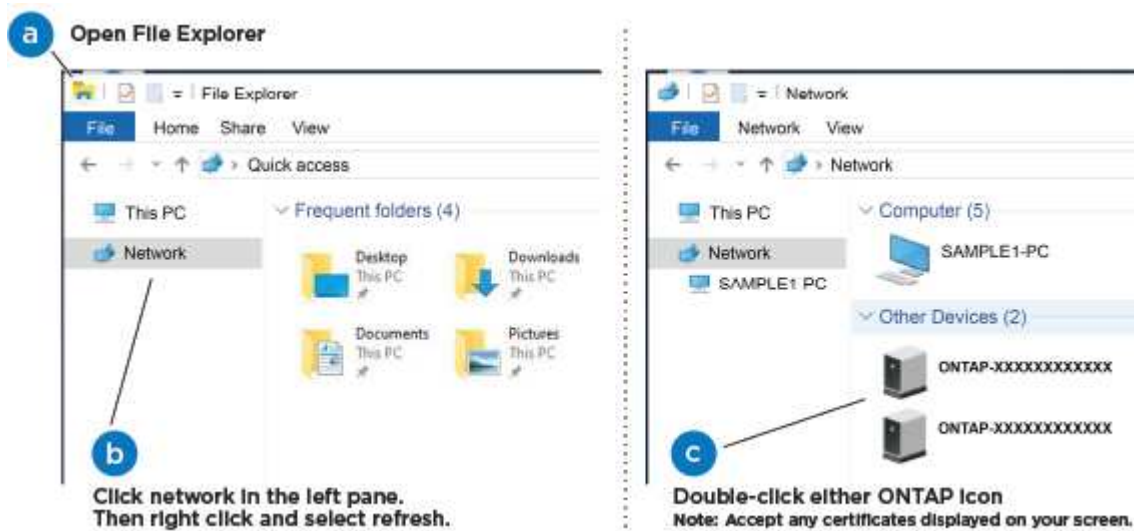 a Open File Explorer
File Explorer
File Home Share View
Quick access
This PC
Network
Frequent folders (4)
Desktop
This PC
Downloads
This PC
Documents
This PC
Pictures
This PC
b
Click network in the left pane.
Then right click and select refresh.
Network
File Network View
Network
This PC
Network
SAMPLE1 PC
Computer (5)
SAMPLE1-PC
Other Devices (2)
ONTAP-XXXXXXXXXXXX
ONTAP-XXXXXXXXXXXX
c
Double-click either ONTAP icon
Note: Accept any certificates displayed on your screen.